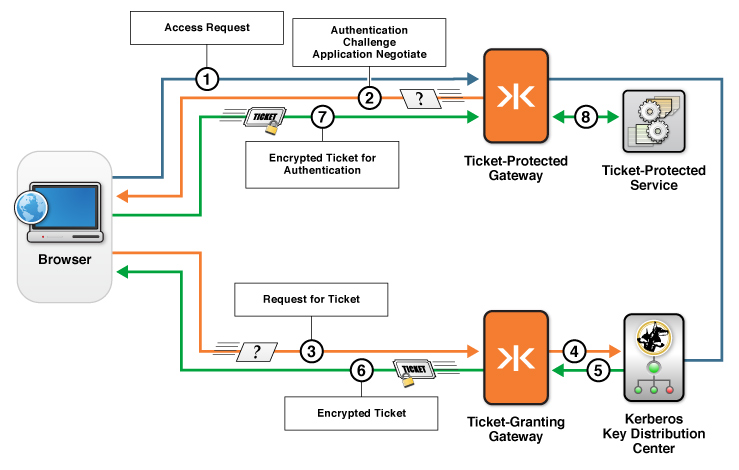 Access Request
Authentication
Challenge
Application Negotiate
1
2
?
TICKET
7
8
Encrypted Ticket for
Authentication
Ticket-Protected
Gateway
Ticket-Protected
Service
Browser
Request for Ticket
?
3
4
6
TICKET
5
Encrypted Ticket
Ticket-Granting
Gateway
Kerberos
Key Distribution
Center